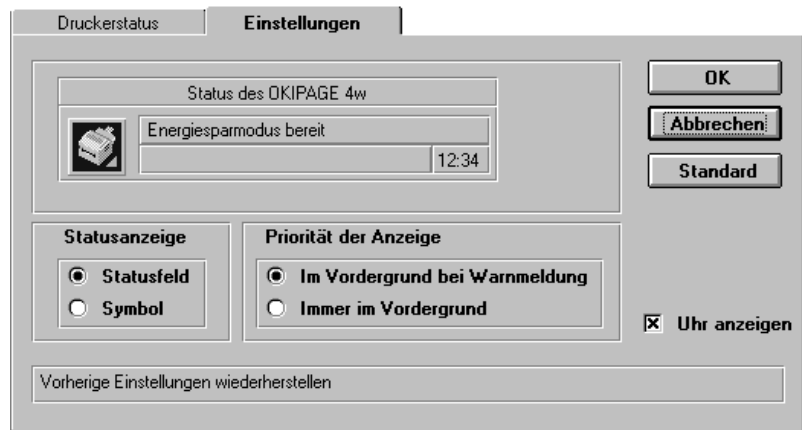 Druckerstatus
Einstellungen
Status des OKIPAGE 4w
Energiesparmodus bereit
12:34
OK
Abbrechen
Standard
Statusanzeige
Statusfeld
Symbol
Priorität der Anzeige
Im Vordergrund bei Warnmeldung
Immer im Vordergrund
Uhr anzeigen
Vorherige Einstellungen wiederherstellen